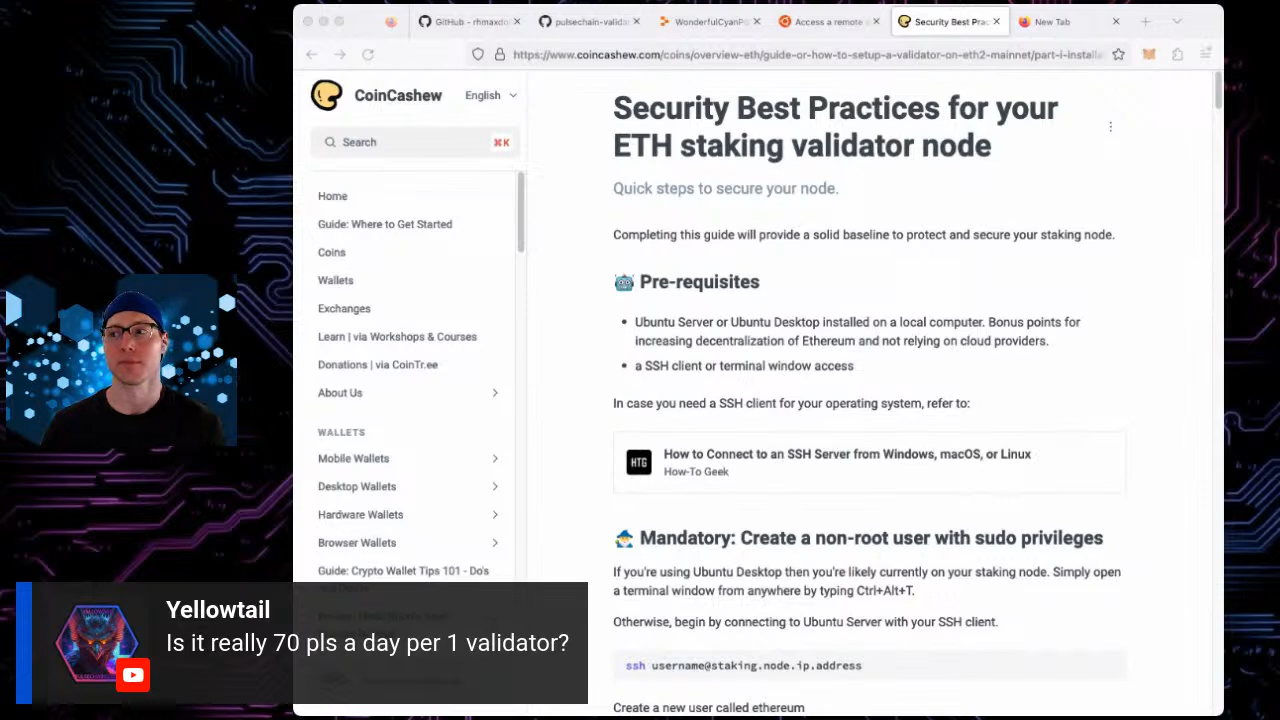 GitHub - rhmaxdo
pulsechain-valida
WonderfulCyanPo
Access a remote
Security Best Prac
New Tab
https://www.coincashew.com/coins/overview-eth/guide-or-how-to-setup-a-validator-on-eth2-mainnet/part-i-installa
CoinCashew
English
Search
⌘K
Home
Guide: Where to Get Started
Coins
Wallets
Exchanges
Learn | via Workshops & Courses
Donations | via CoinTr.ee
About Us
WALLETS
Mobile Wallets
Desktop Wallets
Hardware Wallets
Browser Wallets
Guide: Crypto Wallet Tips 101 - Do's
Security Best Practices for your
ETH staking validator node
Quick steps to secure your node.
Completing this guide will provide a solid baseline to protect and secure your staking node.
Pre-requisites
Ubuntu Server or Ubuntu Desktop installed on a local computer. Bonus points for
increasing decentralization of Ethereum and not relying on cloud providers.
a SSH client or terminal window access
In case you need a SSH client for your operating system, refer to:
HTG
How to Connect to an SSH Server from Windows, macOS, or Linux
How-To Geek
Mandatory: Create a non-root user with sudo privileges
If you're using Ubuntu Desktop then you're likely currently on your staking node. Simply open
a terminal window from anywhere by typing Ctrl+Alt+T.
Otherwise, begin by connecting to Ubuntu Server with your SSH client.
ssh username@staking.node.ip.address
Create a new user called ethereum
Yellowtail
Is it really 70 pls a day per 1 validator?